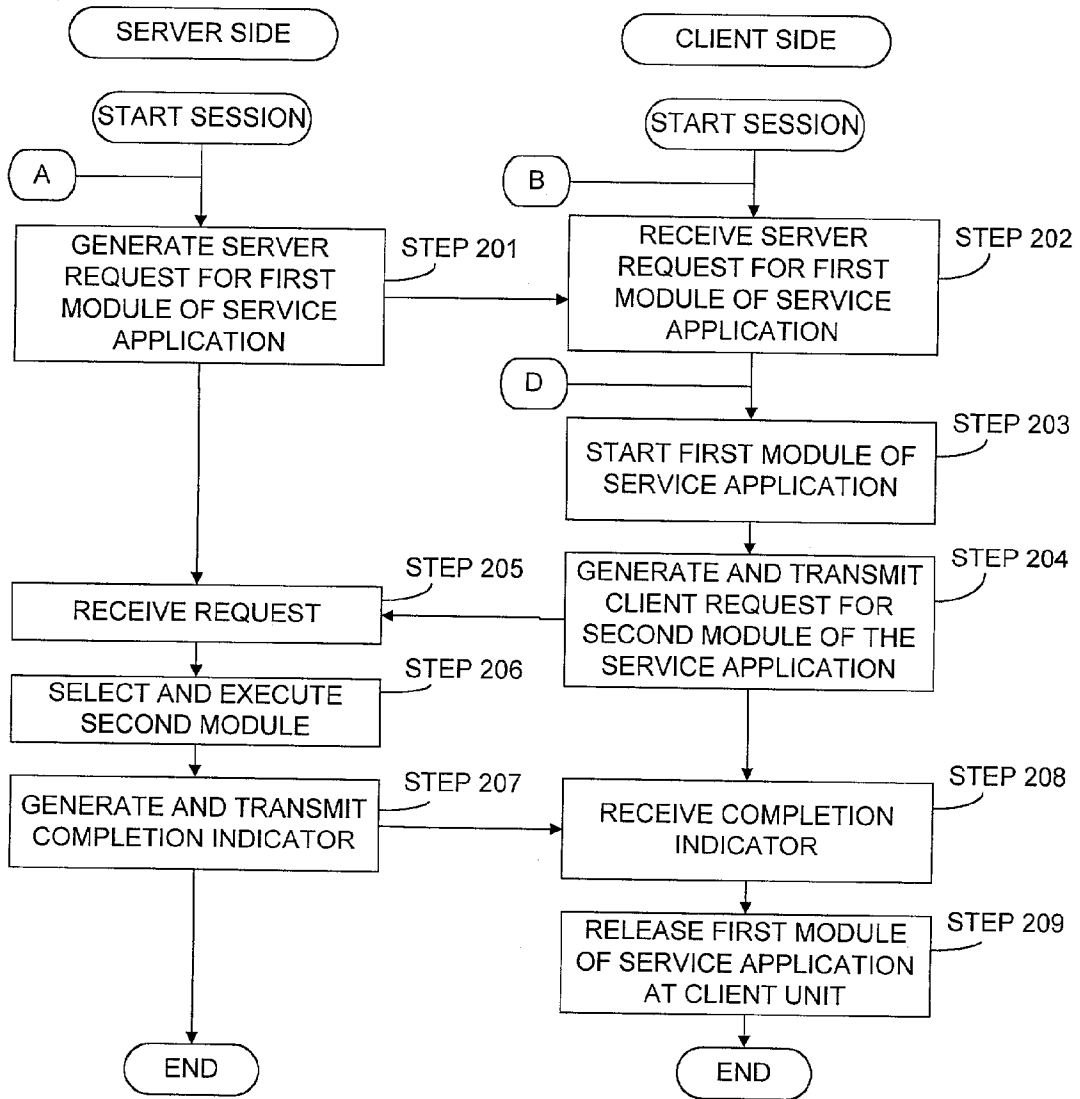 SERVER SIDE
CLIENT SIDE
START SESSION
START SESSION
A
B
GENERATE SERVER
REQUEST FOR FIRST
MODULE OF SERVICE
APPLICATION
STEP 201
RECEIVE SERVER
REQUEST FOR FIRST
MODULE OF SERVICE
APPLICATION
STEP 202
D
START FIRST MODULE OF
SERVICE APPLICATION
STEP 203
GENERATE AND TRANSMIT
CLIENT REQUEST FOR
SECOND MODULE OF THE
SERVICE APPLICATION
STEP 204
RECEIVE REQUEST
STEP 205
SELECT AND EXECUTE
SECOND MODULE
STEP 206
GENERATE AND TRANSMIT
COMPLETION INDICATOR
STEP 207
RECEIVE COMPLETION
INDICATOR
STEP 208
RELEASE FIRST MODULE
OF SERVICE APPLICATION
AT CLIENT UNIT
STEP 209
END
END